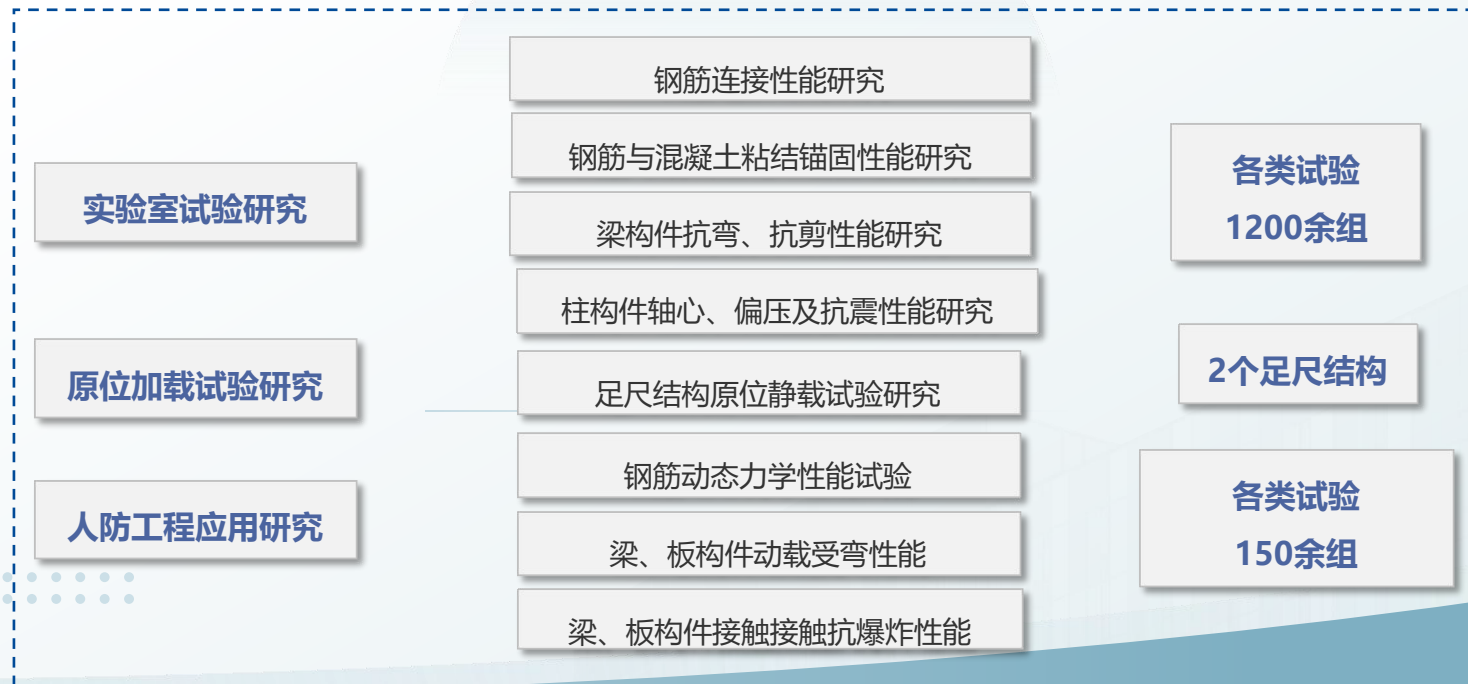 实验室试验研究
原位加载试验研究
人防工程应用研究
钢筋连接性能研究
钢筋与混凝土粘结锚固性能研究
梁构件抗弯、抗剪性能研究
柱构件轴心、偏压及抗震性能研究
足尺结构原位静载试验研究
钢筋动态力学性能试验
梁、板构件动载受弯性能
梁、板构件接触接触抗爆炸性能
各类试验
1200余组
2个足尺结构
各类试验
150余组